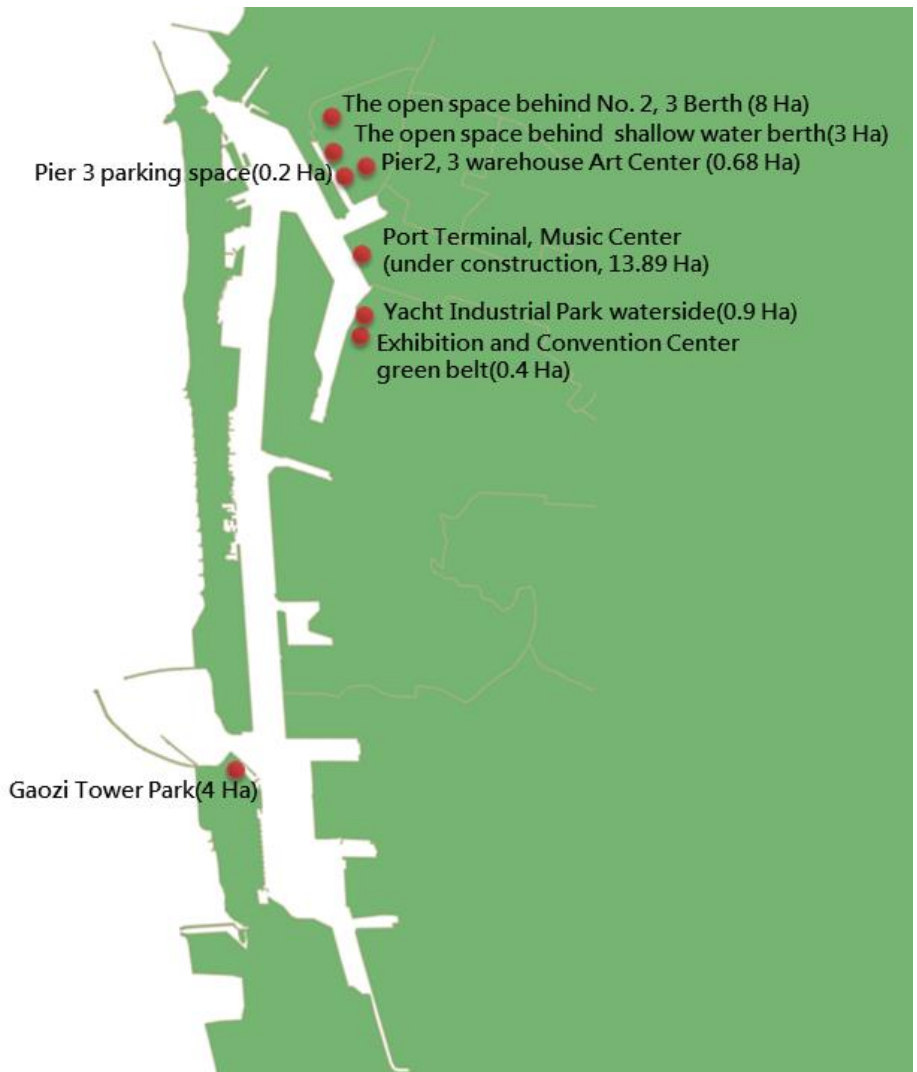 The open space behind No. 2, 3 Berth (8 Ha)
The open space behind shallow water berth(3 Ha)
Pier2, 3 warehouse Art Center (0.68 Ha)
Pier 3 parking space(0.2 Ha)
Port Terminal, Music Center
(under construction, 13.89 Ha)
Yacht Industrial Park waterside(0.9 Ha)
Exhibition and Convention Center
green belt(0.4 Ha)
Gaozi Tower Park(4 Ha)